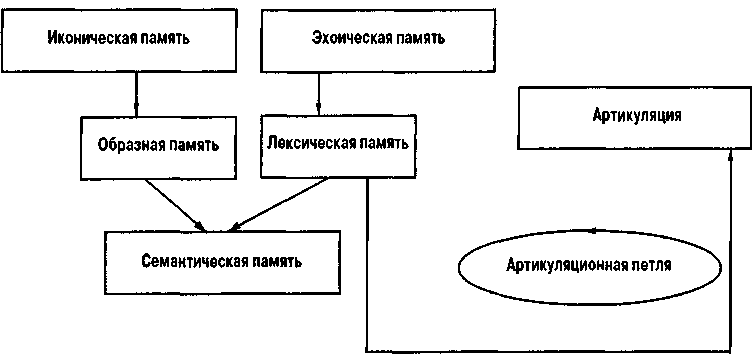 Иконическая память
Эхоическая память
Артикуляция
Образная память
Лексическая память
Семантическая память
Артикуляционная петля